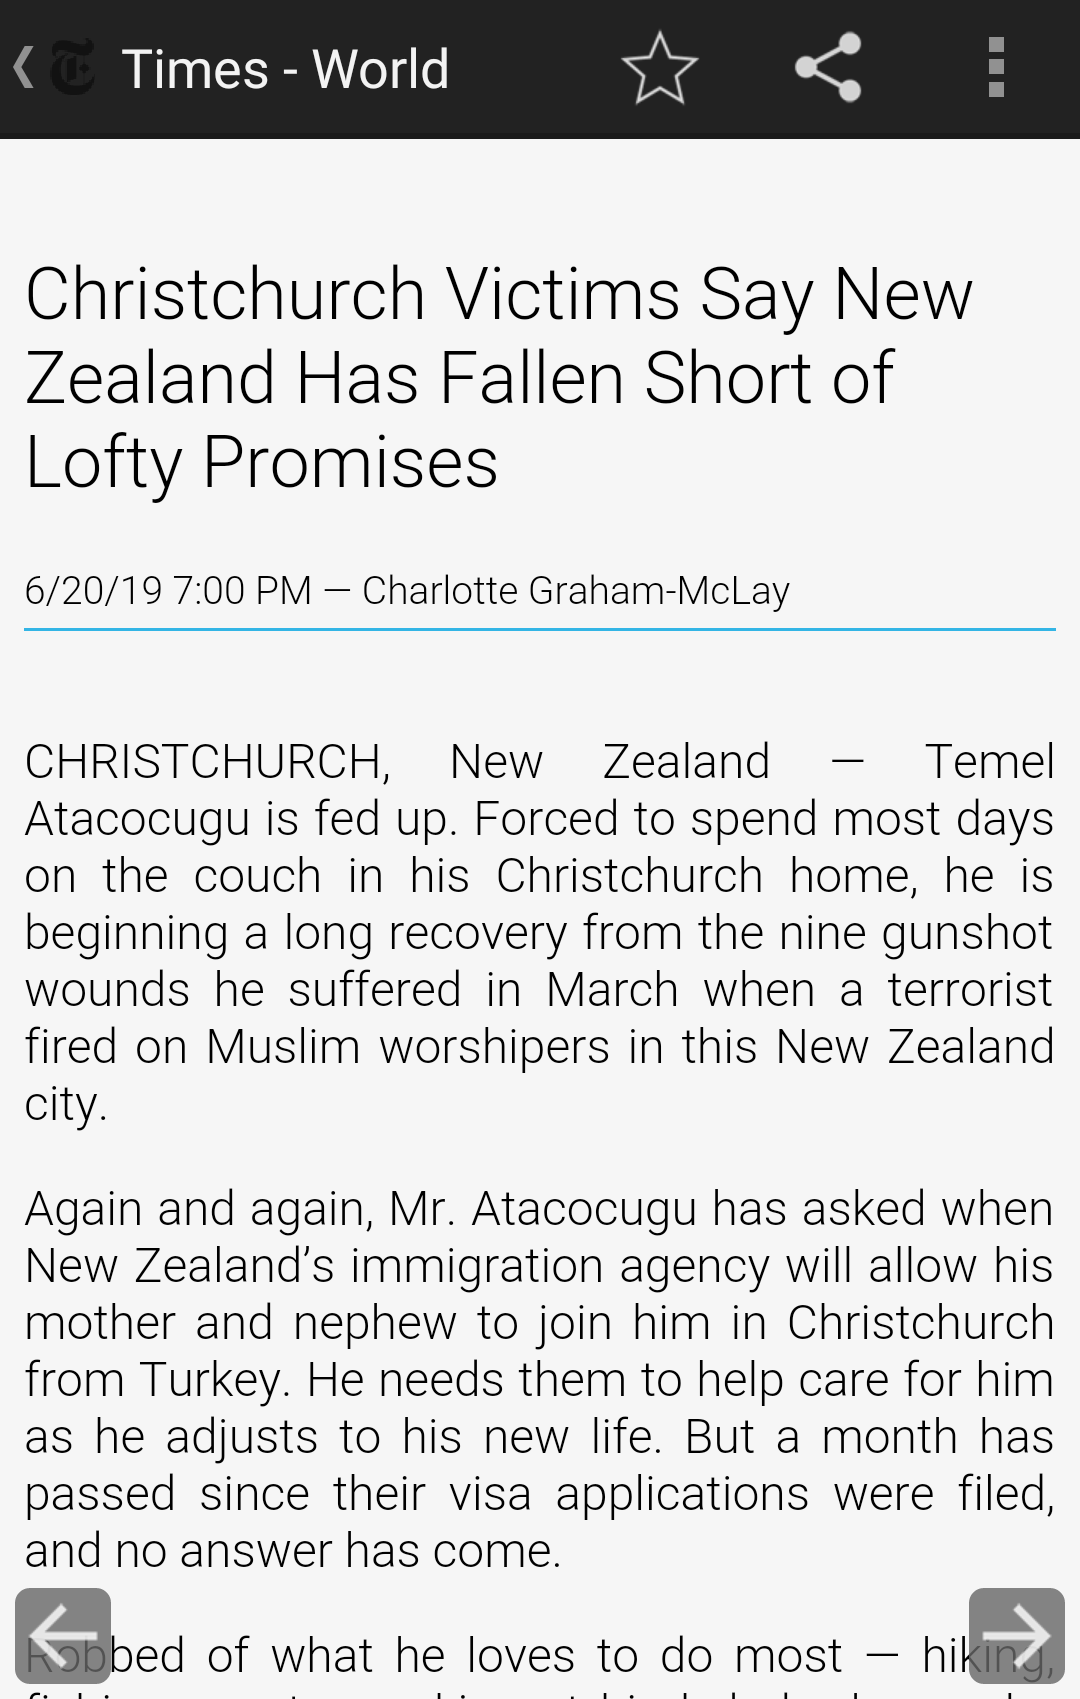 Times - World
Christchurch Victims Say New
Zealand Has Fallen Short of
Lofty Promises
6/20/19 7:00 PM — Charlotte Graham-McLay
CHRISTCHURCH, New Zealand — Temel
Atacocugu is fed up. Forced to spend most days
on the couch in his Christchurch home, he is
beginning a long recovery from the nine gunshot
wounds he suffered in March when a terrorist
fired on Muslim worshipers in this New Zealand
city.
Again and again, Mr. Atacocugu has asked when
New Zealand’s immigration agency will allow his
mother and nephew to join him in Christchurch
from Turkey. He needs them to help care for him
as he adjusts to his new life. But a month has
passed since their visa applications were filed,
and no answer has come.
Robbed of what he loves to do most — hiking,